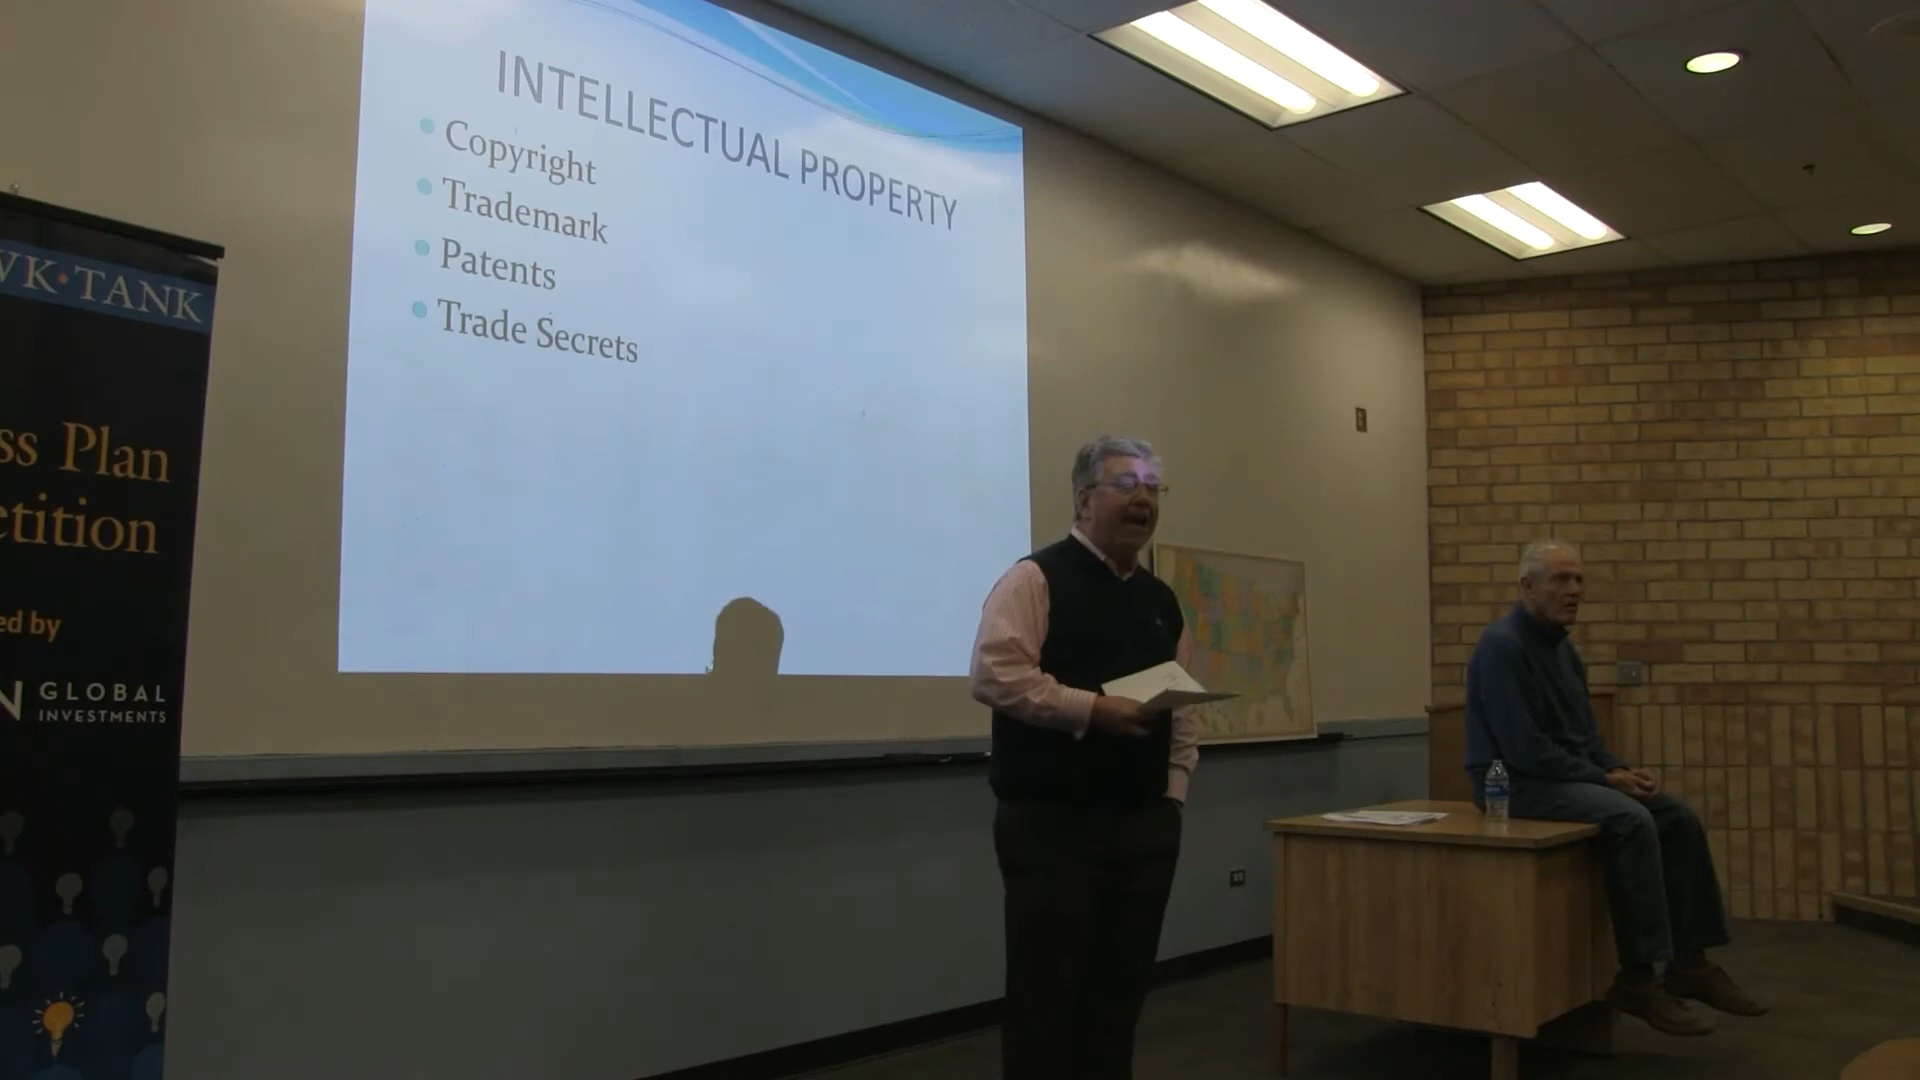 INTELLECTUAL PROPERTY
Copyright
Trademark
Patents
Trade Secrets
WK•TANK
ss Plan
etition
ed by
N GLOBAL
INVESTMENTS